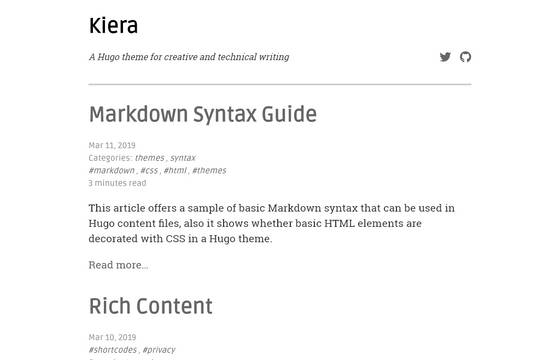 Kiera
A Hugo theme for creative and technical writing
Markdown Syntax Guide
Mar 11, 2019
Categories: themes , syntax
#markdown , #css , #html , #themes
3 minutes read
This article offers a sample of basic Markdown syntax that can be used in
Hugo content files, also it shows whether basic HTML elements are
decorated with CSS in a Hugo theme.
Read more...
Rich Content
Mar 10, 2019
#shortcodes , #privacy